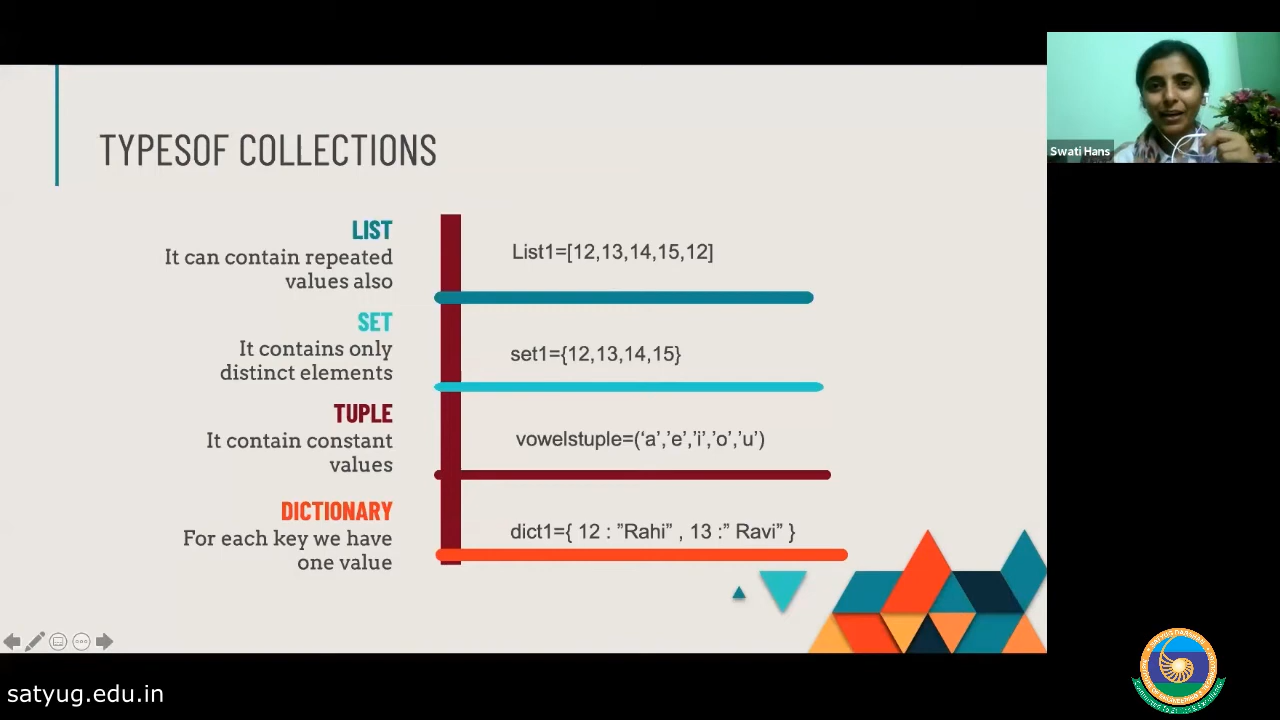 TYPESOF COLLECTIONS
LIST
It can contain repeated
values also
List1=[12,13,14,15,12]
SET
It contains only
distinct elements
set1={12,13,14,15}
TUPLE
It contain constant
values
vowelstuple=(‘a’,’e’,’i’,’o’,’u’)
DICTIONARY
For each key we have
one value
dict1={ 12 : ”Rahi” , 13 :” Ravi” }
Swati Hans
satyug.edu.in